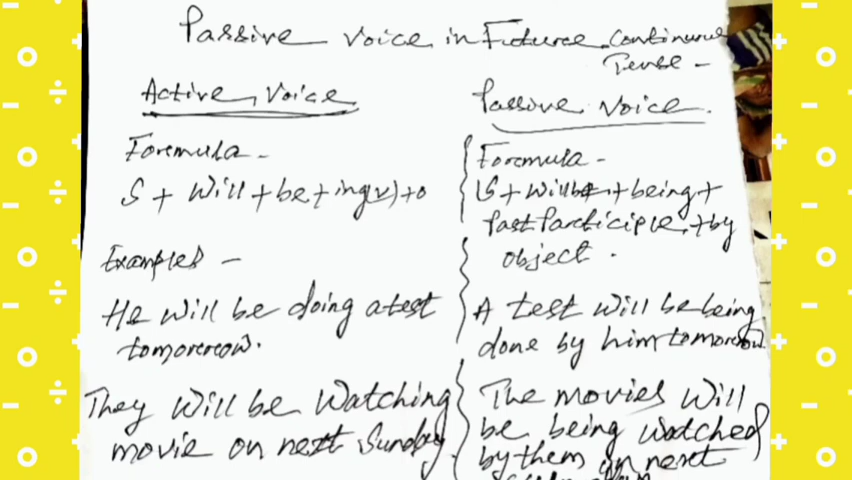 Passive voice in Future Continuous
Tense -
Active Voice
Formula -
S + Will + be + ing(v) + o
Examples -
He will be doing a test
tomorrow.
They will be Watching
movie on next Sunday.
Passive Voice.
Formula -
S + Will be + being +
Past Participle + by
object.
A test will be being
done by him tomorrow.
The movies will
be being watched
by them on next